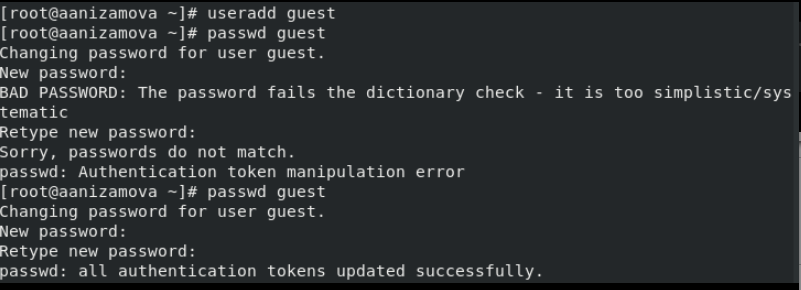 [root@aanizamova ~]# useradd guest
[root@aanizamova ~]# passwd guest
Changing password for user guest.
New password:
BAD PASSWORD: The password fails the dictionary check - it is too simplistic/sys
tematic
Retype new password:
Sorry, passwords do not match.
passwd: Authentication token manipulation error
[root@aanizamova ~]# passwd guest
Changing password for user guest.
New password:
Retype new password:
passwd: all authentication tokens updated successfully.